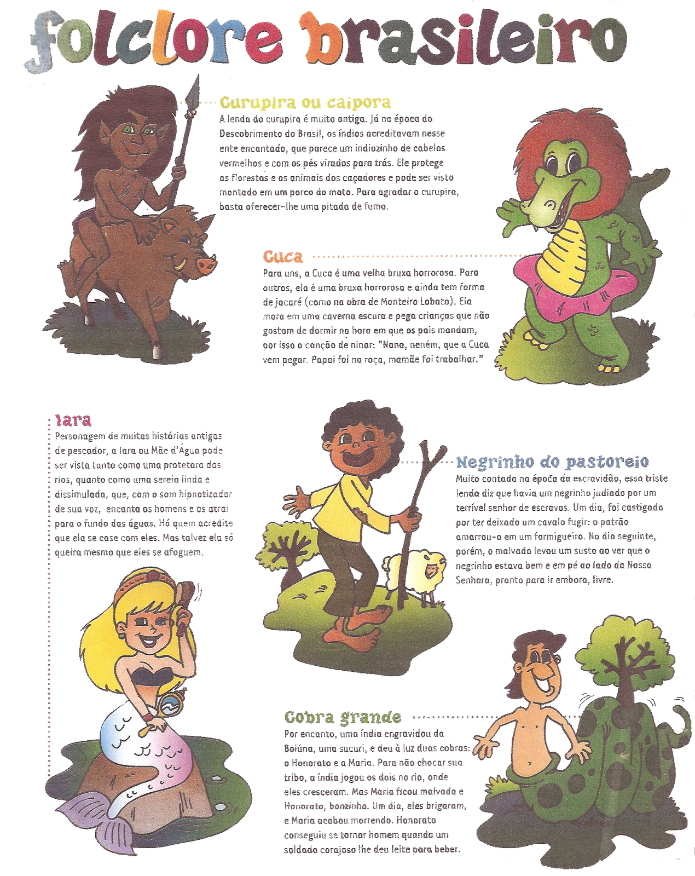 folclore brasileiro
Curupira ou caipora
A lenda do curupira é muito antiga. Já na época do
Descobrimento do Brasil, os índios acreditavam nesse
ente encantado, que parece um indiozinho de cabelos
vermelhos e com os pés virados para trás. Ele protege
as florestas e os animais dos caçadores e pode ser visto
montado em um porco do mato. Para agradar o curupira,
basta oferecer-lhe uma pitada de fumo.
Cuca
Para uns, a Cuca é uma velha bruxa horrorosa. Para
outros, ela é uma bruxa horrorosa e ainda tem forma
de jacaré (como na obra de Monteiro Lobato). Ela
mora em uma caverna escura e pega crianças que não
gostam de dormir na hora em que os pais mandam,
por isso a canção de ninar: "Nana, neném, que a Cuca
vem pegar. Papai foi na roça, mamãe foi trabalhar."
Iara
Personagem de muitas histórias antigas
de pescador, a Iara ou Mãe d'Água pode
ser vista tanto como uma protetora dos
rios, quanto como uma sereia linda e
dissimulada, que, com o som hipnotizador
de sua voz, encanta os homens e os atrai
para o fundo das águas. Há quem acredite
que ela se case com eles. Mas talvez ela só
queira mesmo que eles se afoguem.
Negrinho do pastoreio
Muito contada na época da escravidão, essa triste
lenda diz que havia um negrinho judiado por um
terrível senhor de escravos. Um dia, foi castigado
por ter deixado um cavalo fugir: o patrão
amarrou-o em um formigueiro. No dia seguinte,
porém, o malvado levou um susto ao ver que o
negrinho estava bem e em pé ao lado da Nossa
Senhora, pronto para ir embora, livre.
Cobra grande
Por encanto, uma índia engravidou da
Boiúna, uma sucuri, e deu à luz duas cobras:
o Honorato e a Maria. Para não chocar sua
tribo, a índia jogou os dois no rio, onde
eles cresceram. Mas Maria ficou malvada e
Honorato, bonzinho. Um dia, eles brigaram,
e Maria acabou morrendo. Honorato
conseguiu se tornar homem quando um
soldado corajoso lhe deu leite para beber.